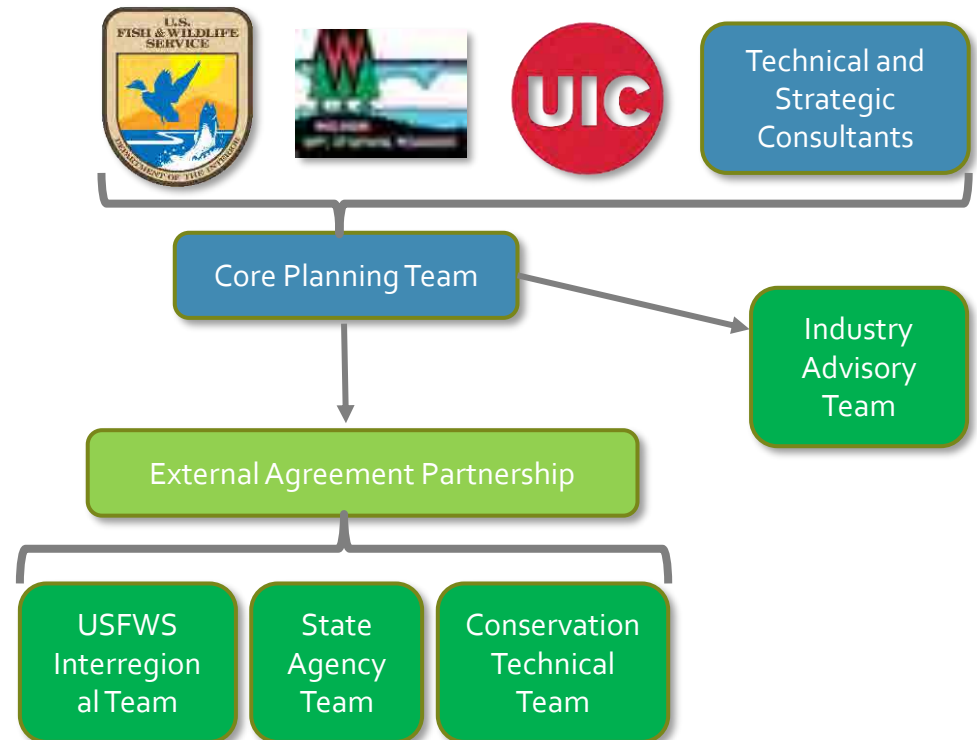 U.S.
FISH & WILDLIFE
SERVICE
DEPARTMENT OF THE INTERIOR
W
UIC
Technical and
Strategic
Consultants
Core Planning Team
Industry
Advisory
Team
External Agreement Partnership
USFWS
Interregion
al Team
State
Agency
Team
Conservation
Technical
Team